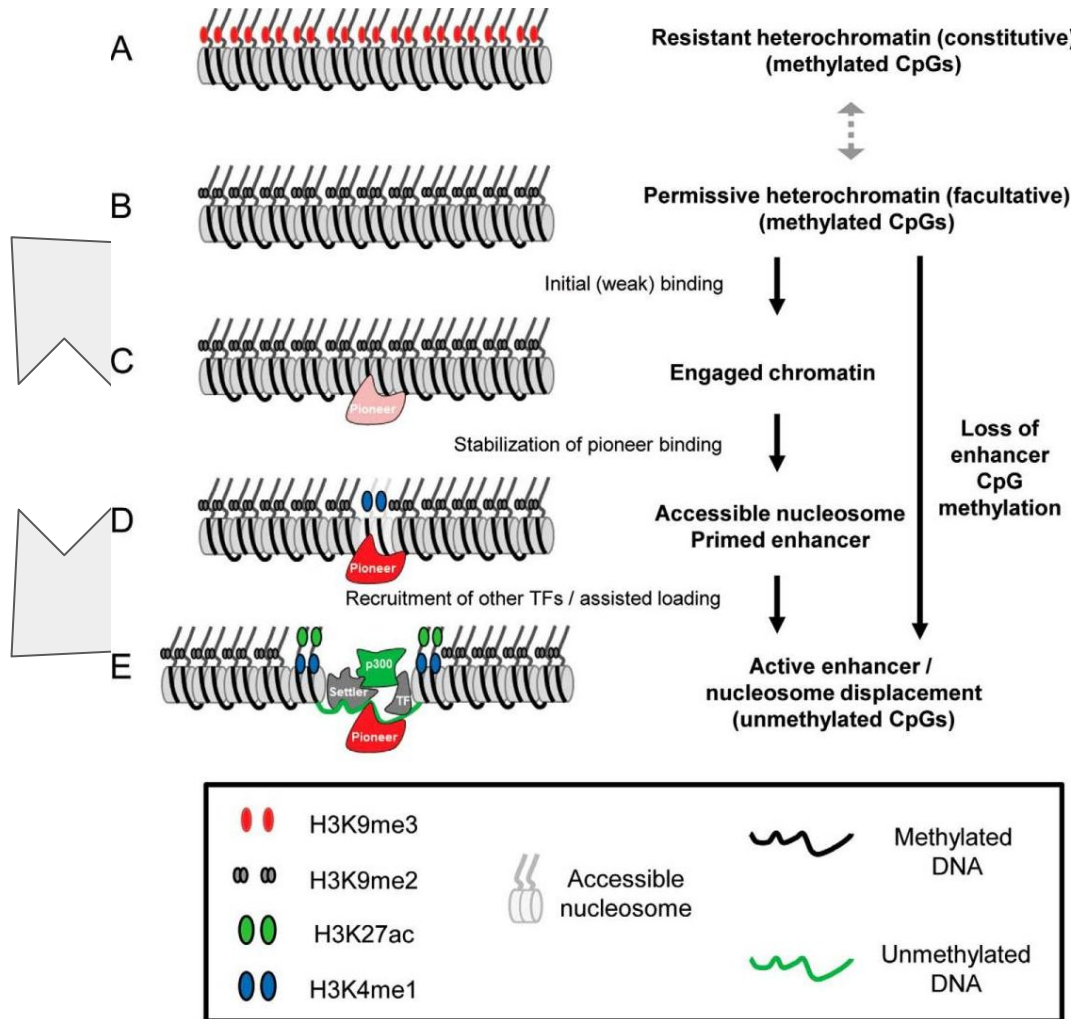 A
Resistant heterochromatin (constitutive)
(methylated CpGs)
B
Permissive heterochromatin (facultative)
(methylated CpGs)
Initial (weak) binding
C
Engaged chromatin
Pioneer
Stabilization of pioneer binding
Loss of
enhancer
CpG
methylation
D
Accessible nucleosome
Primed enhancer
Pioneer
Recruitment of other TFs / assisted loading
E
p300
Settler
TF
Pioneer
Active enhancer /
nucleosome displacement
(unmethylated CpGs)
H3K9me3
H3K9me2
H3K27ac
H3K4me1
Accessible
nucleosome
Methylated
DNA
Unmethylated
DNA